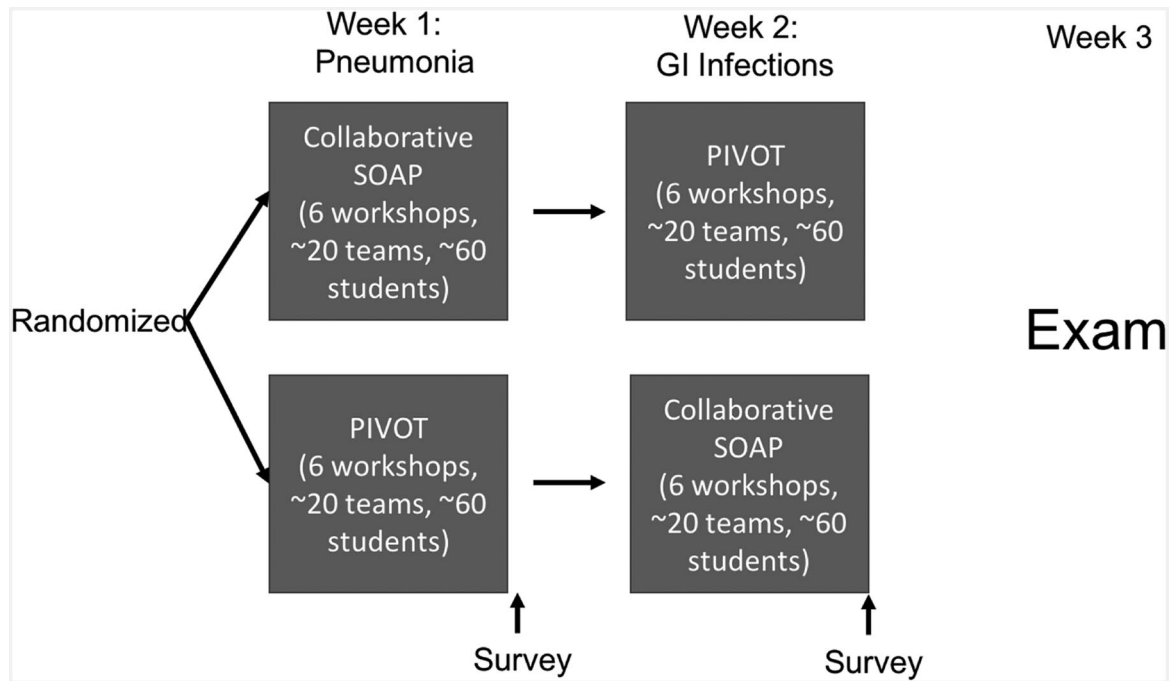 Week 1:
Pneumonia
Week 2:
GI Infections
Week 3
Collaborative
SOAP
(6 workshops,
~20 teams, ~60
students)
PIVOT
(6 workshops,
~20 teams, ~60
students)
Randomized
Exam
PIVOT
(6 workshops,
~20 teams, ~60
students)
Collaborative
SOAP
(6 workshops,
~20 teams, ~60
students)
Survey
Survey